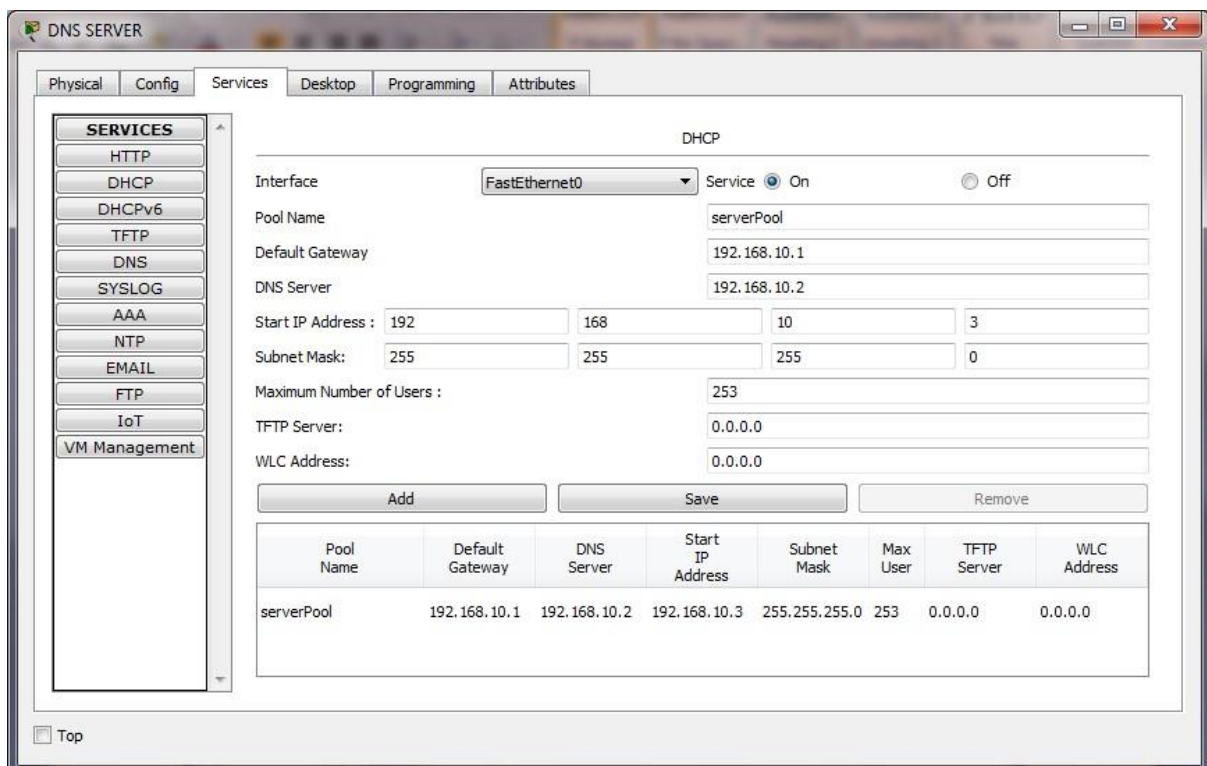 DNS SERVER
Physical Config Services Desktop Programming Attributes
SERVICES
HTTP
DHCP
DHCPv6
TFTP
DNS
SYSLOG
AAA
NTP
EMAIL
FTP
IoT
VM Management
DHCP
Interface FastEthernet0 Service On Off
Pool Name serverPool
Default Gateway 192.168.10.1
DNS Server 192.168.10.2
Start IP Address : 192 168 10 3
Subnet Mask: 255 255 255 0
Maximum Number of Users : 253
TFTP Server: 0.0.0.0
WLC Address: 0.0.0.0
Add Save Remove
Pool Name Default Gateway DNS Server Start IP Address Subnet Mask Max User TFTP Server WLC Address
serverPool 192.168.10.1 192.168.10.2 192.168.10.3 255.255.255.0 253 0.0.0.0 0.0.0.0
Top